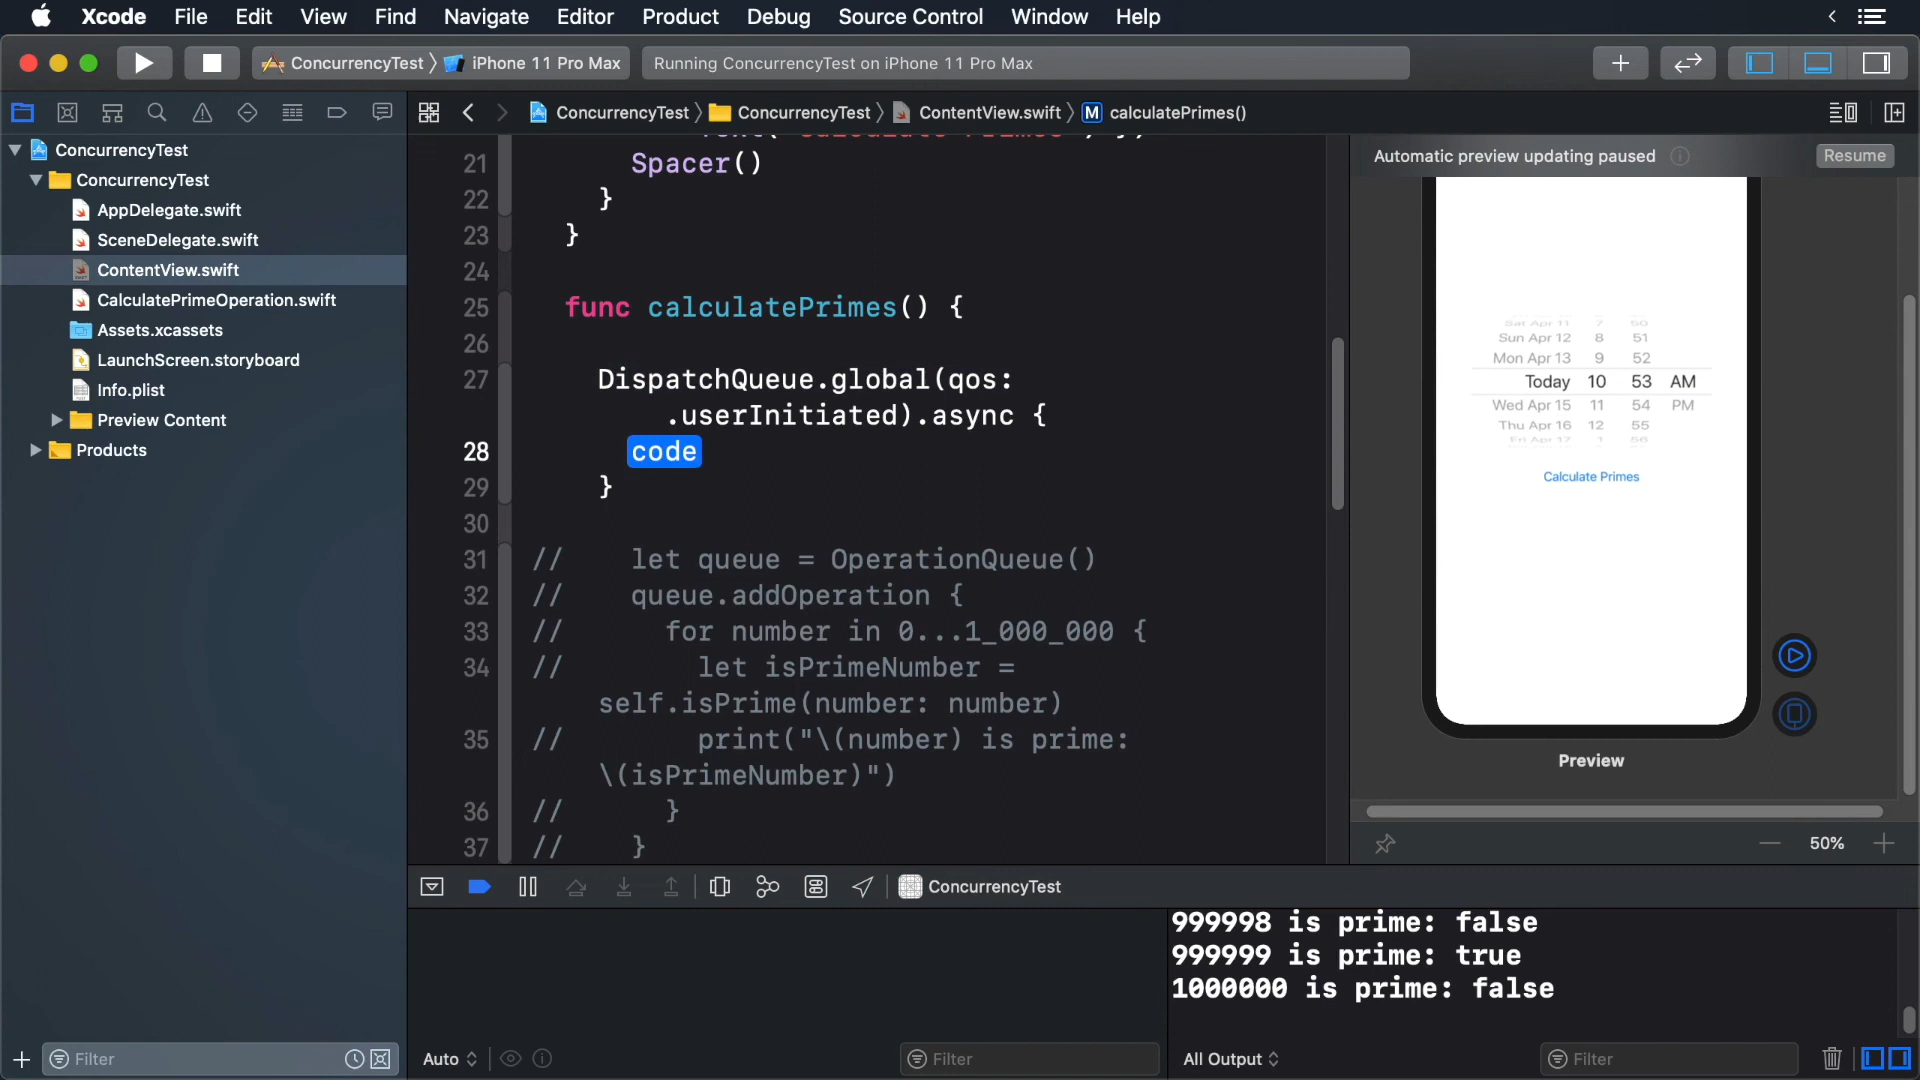 Xcode File Edit View Find Navigate Editor Product Debug Source Control Window Help
ConcurrencyTest iPhone 11 Pro Max
Running ConcurrencyTest on iPhone 11 Pro Max
ConcurrencyTest ConcurrencyTest ContentView.swift M calculatePrimes()
ConcurrencyTest
ConcurrencyTest
AppDelegate.swift
SceneDelegate.swift
ContentView.swift
CalculatePrimeOperation.swift
Assets.xcassets
LaunchScreen.storyboard
Info.plist
Preview Content
Products
Filter
21 Spacer()
22 }
23 }
24
25 func calculatePrimes() {
26
27 DispatchQueue.global(qos:
.userInitiated).async {
28 code
29 }
30
31 // let queue = OperationQueue()
32 // queue.addOperation {
33 // for number in 0...1_000_000 {
34 // let isPrimeNumber =
self.isPrime(number: number)
35 // print("\(number) is prime:
\(isPrimeNumber)")
36 // }
37 // }
Automatic preview updating paused
Resume
Sat Apr 11 7 50
Sun Apr 12 8 51
Mon Apr 13 9 52
Today 10 53 AM
Wed Apr 15 11 54 PM
Thu Apr 16 12 55
Fri Apr 17 1 56
Calculate Primes
Preview
50%
ConcurrencyTest
999998 is prime: false
999999 is prime: true
1000000 is prime: false
Auto
Filter
All Output
Filter